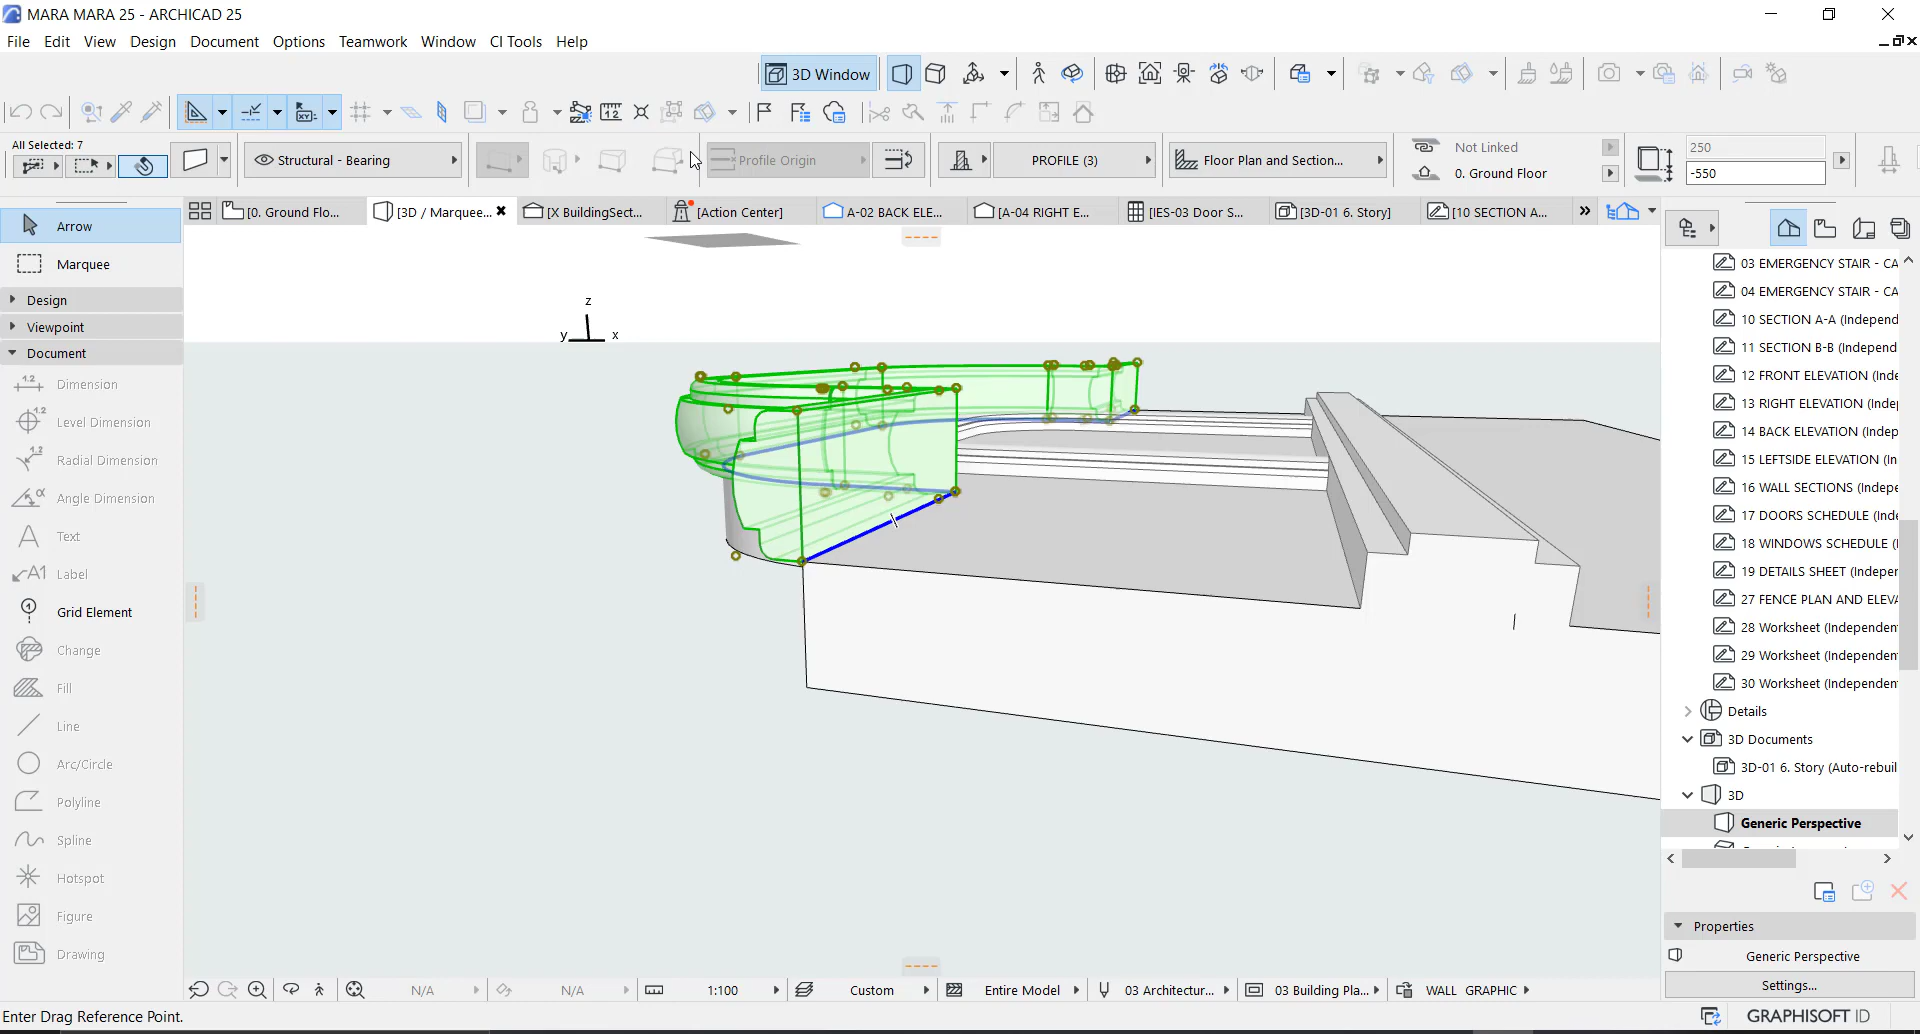 MARA MARA 25 - ARCHICAD 25
File Edit View Design Document Options Teamwork Window CI Tools Help
3D Window
All Selected: 7
Structural - Bearing
Profile Origin
PROFILE (3)
Floor Plan and Section...
Not Linked
0. Ground Floor
250
-550
Arrow
Marquee
Design
Viewpoint
Document
1.2 Dimension
1.2 Level Dimension
1.2 Radial Dimension
Angle Dimension
A Text
A1 Label
Grid Element
Change
Fill
Line
Arc/Circle
Polyline
Spline
Hotspot
Figure
Drawing
[0. Ground Flo...
[3D / Marquee...
[X BuildingSect...
[Action Center]
A-02 BACK ELE...
[A-04 RIGHT E...
[IES-03 Door S...
[3D-01 6. Story]
[10 SECTION A...
z
y x
03 EMERGENCY STAIR - CA
04 EMERGENCY STAIR - CA
10 SECTION A-A (Independ
11 SECTION B-B (Independ
12 FRONT ELEVATION (Inde
13 RIGHT ELEVATION (Indep
14 BACK ELEVATION (Indep
15 LEFTSIDE ELEVATION (In
16 WALL SECTIONS (Indepe
17 DOORS SCHEDULE (Inde
18 WINDOWS SCHEDULE (I
19 DETAILS SHEET (Indeper
27 FENCE PLAN AND ELEVA
28 Worksheet (Independen
29 Worksheet (Independen
30 Worksheet (Independen
Details
3D Documents
3D-01 6. Story (Auto-rebuil
3D
Generic Perspective
Properties
Generic Perspective
Settings...
N/A
N/A
1:100
Custom
Entire Model
03 Architectur...
03 Building Pla...
WALL GRAPHIC
Enter Drag Reference Point.
GRAPHISOFT ID